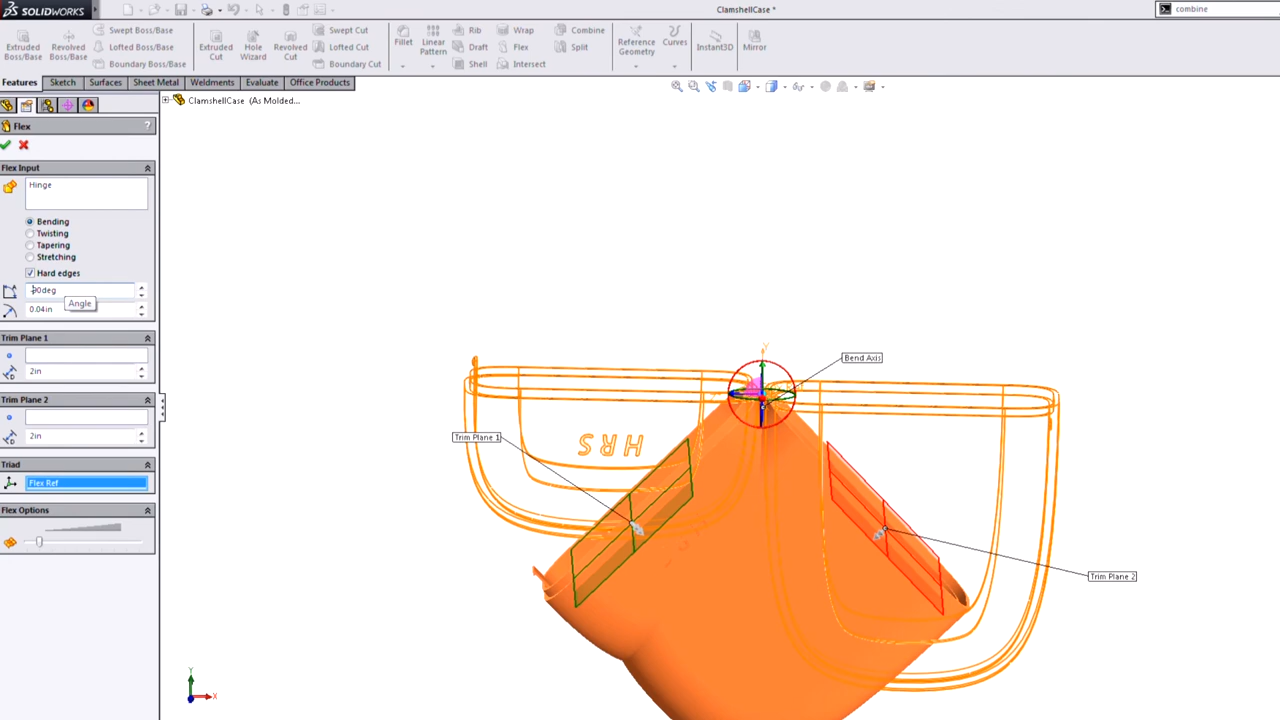 SOLIDWORKS
ClamshellCase *
combine
Extruded Boss/Base
Revolved Boss/Base
Swept Boss/Base
Lofted Boss/Base
Boundary Boss/Base
Extruded Cut
Hole Wizard
Revolved Cut
Swept Cut
Lofted Cut
Boundary Cut
Fillet
Linear Pattern
Rib
Draft
Shell
Wrap
Flex
Intersect
Combine
Split
Reference Geometry
Curves
Instant3D
Mirror
Features
Sketch
Surfaces
Sheet Metal
Weldments
Evaluate
Office Products
ClamshellCase (As Molded...
Flex
?
Flex Input
Hinge
Bending
Twisting
Tapering
Stretching
Hard edges
Angle
0.04in
Trim Plane 1
2in
Trim Plane 2
2in
Triad
Flex Ref
Flex Options
Y
Bend Axis
Trim Plane 1
HRS
Trim Plane 2
Y
X